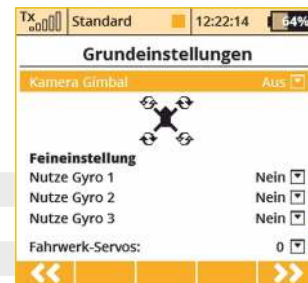 Tx Standard 12:22:14 64%
Grundeinstellungen
Kamera Gimbal Aus
Feineinstellung
Nutze Gyro 1 Nein
Nutze Gyro 2 Nein
Nutze Gyro 3 Nein
Fahrwerk-Servos: 0